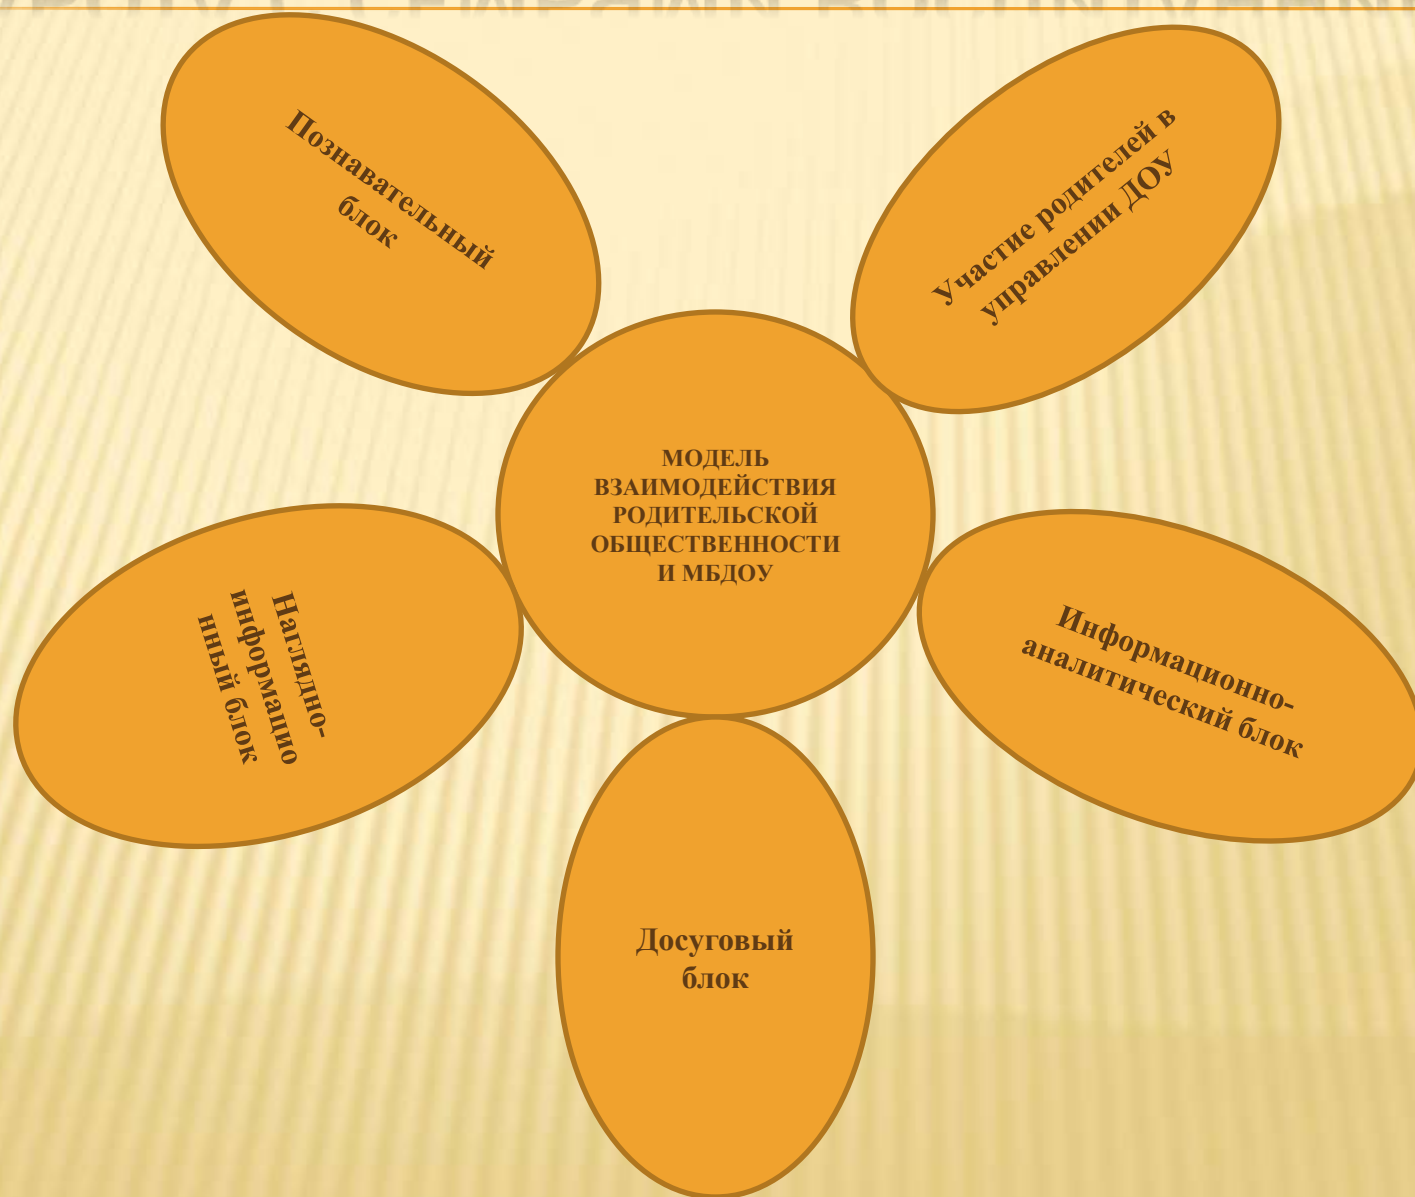 Познавательный
блок
Участие родителей в
управлении ДОУ
МОДЕЛЬ
ВЗАИМОДЕЙСТВИЯ
РОДИТЕЛЬСКОЙ
ОБЩЕСТВЕННОСТИ
И МБДОУ
Наглядно-
информацио
нный блок
Информационно-
аналитический блок
Досуговый
блок